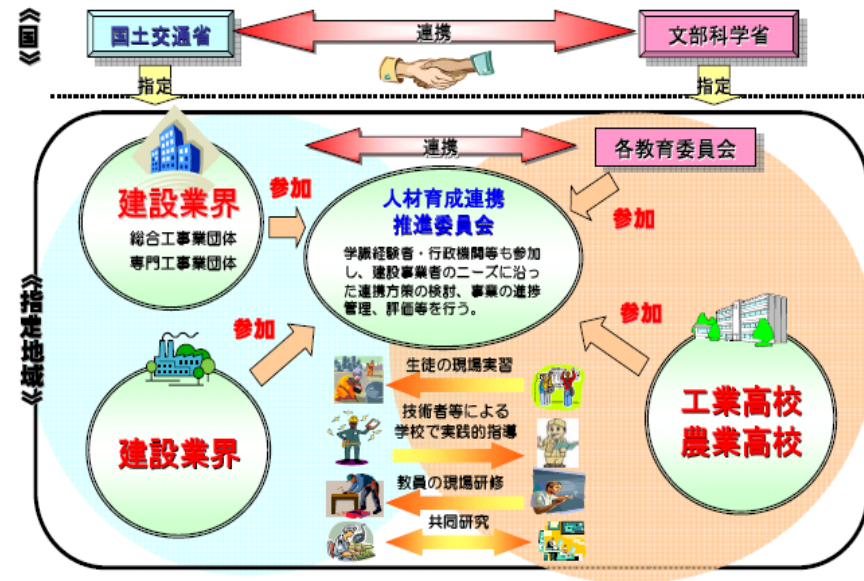 《国》
国土交通省
連携
文部科学省
指定
指定
連携
各教育委員会
建設業界
総合工事業団体
専門工事業団体
参加
人材育成連携
推進委員会
学識経験者・行政機関等も参加
し、建設事業者のニーズに沿っ
た連携方策の検討、事業の進捗
管理、評価等を行う。
参加
《指定地域》
参加
参加
建設業界
工業高校
農業高校
生徒の現場実習
技術者等による
学校で実践的指導
教員の現場研修
共同研究